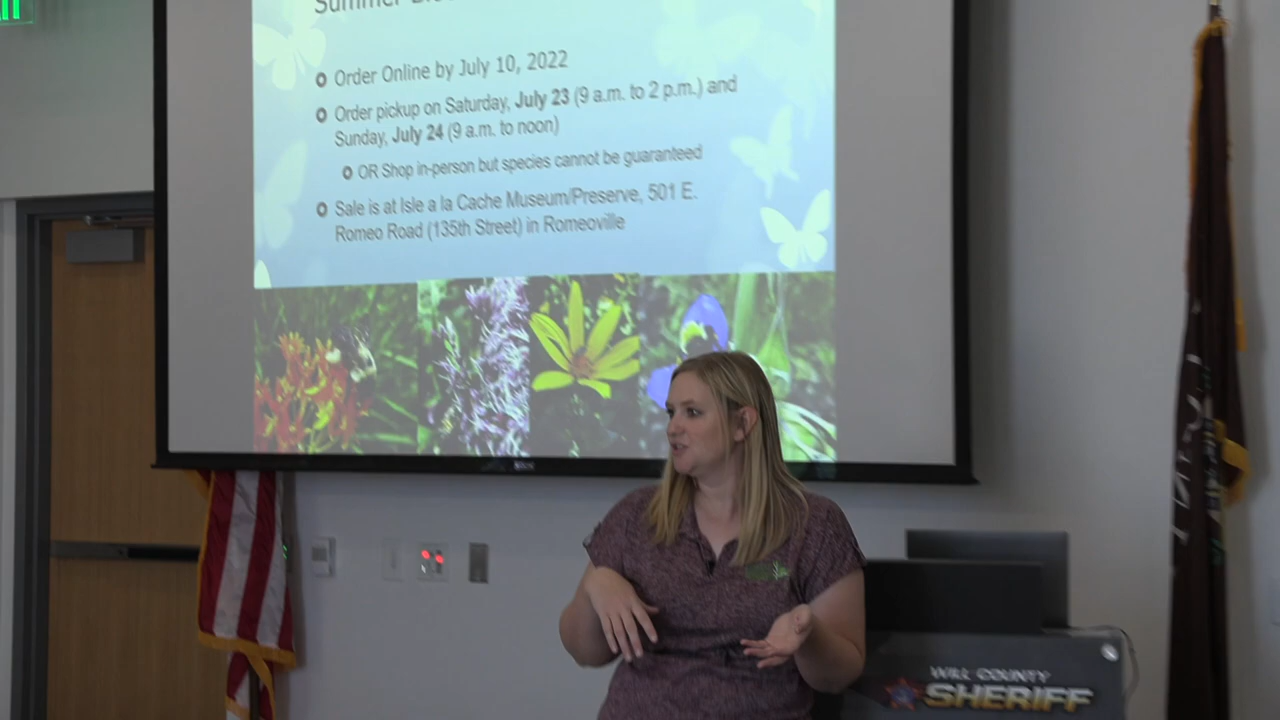 Summer
Order Online by July 10, 2022
Order pickup on Saturday, July 23 (9 a.m. to 2 p.m.) and
Sunday, July 24 (9 a.m. to noon)
OR Shop in-person but species cannot be guaranteed
Sale is at Isle a la Cache Museum/Preserve, 501 E.
Romeo Road (135th Street) in Romeoville
WILL COUNTY
SHERIFF